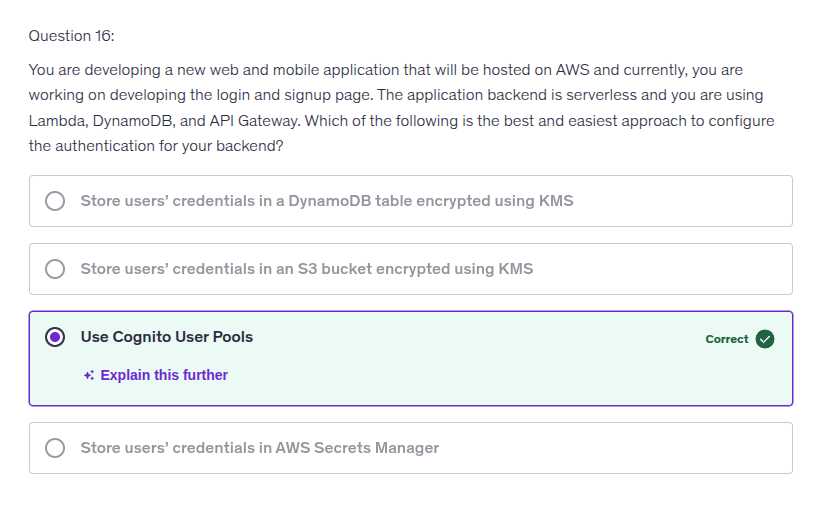 Question 16:
You are developing a new web and mobile application that will be hosted on AWS and currently, you are
working on developing the login and signup page. The application backend is serverless and you are using
Lambda, DynamoDB, and API Gateway. Which of the following is the best and easiest approach to configure
the authentication for your backend?
Store users’ credentials in a DynamoDB table encrypted using KMS
Store users’ credentials in an S3 bucket encrypted using KMS
Use Cognito User Pools
Correct
Explain this further
Store users’ credentials in AWS Secrets Manager